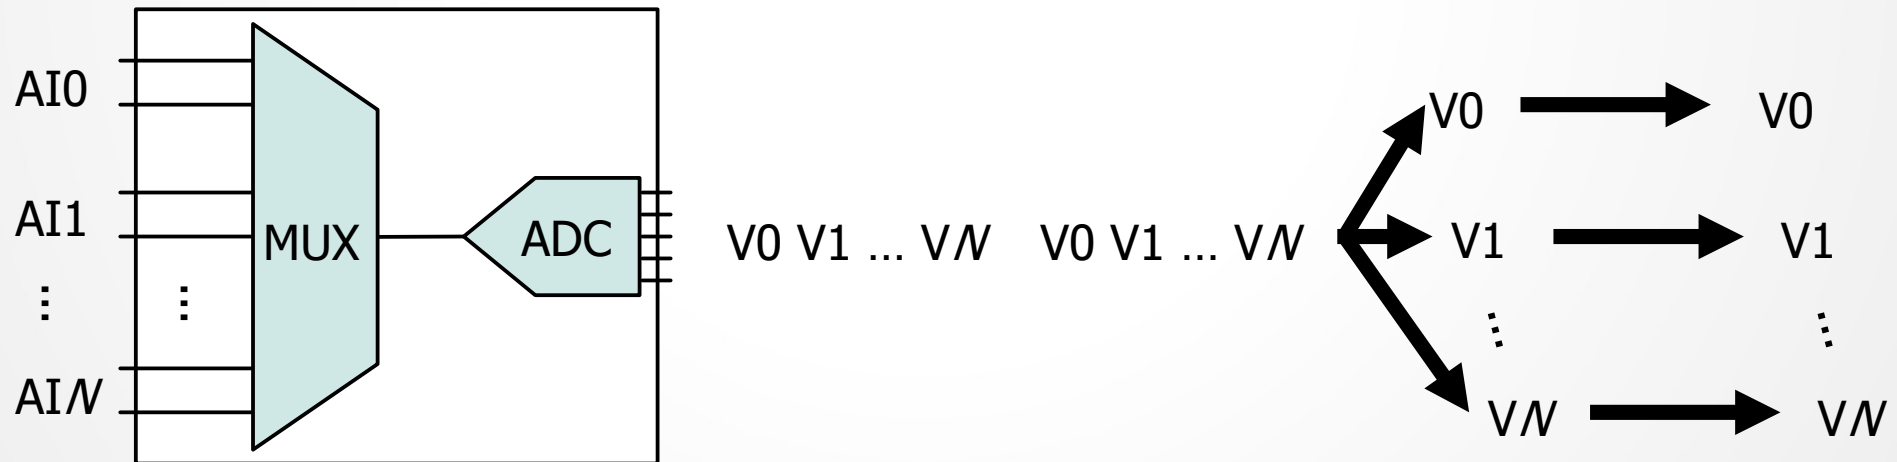 AI0
AI1
⋮
AIN
⋮
MUX
ADC
V0 V1 ... VN
V0 V1 ... VN
V0
V0
V1
V1
⋮
⋮
VN
VN